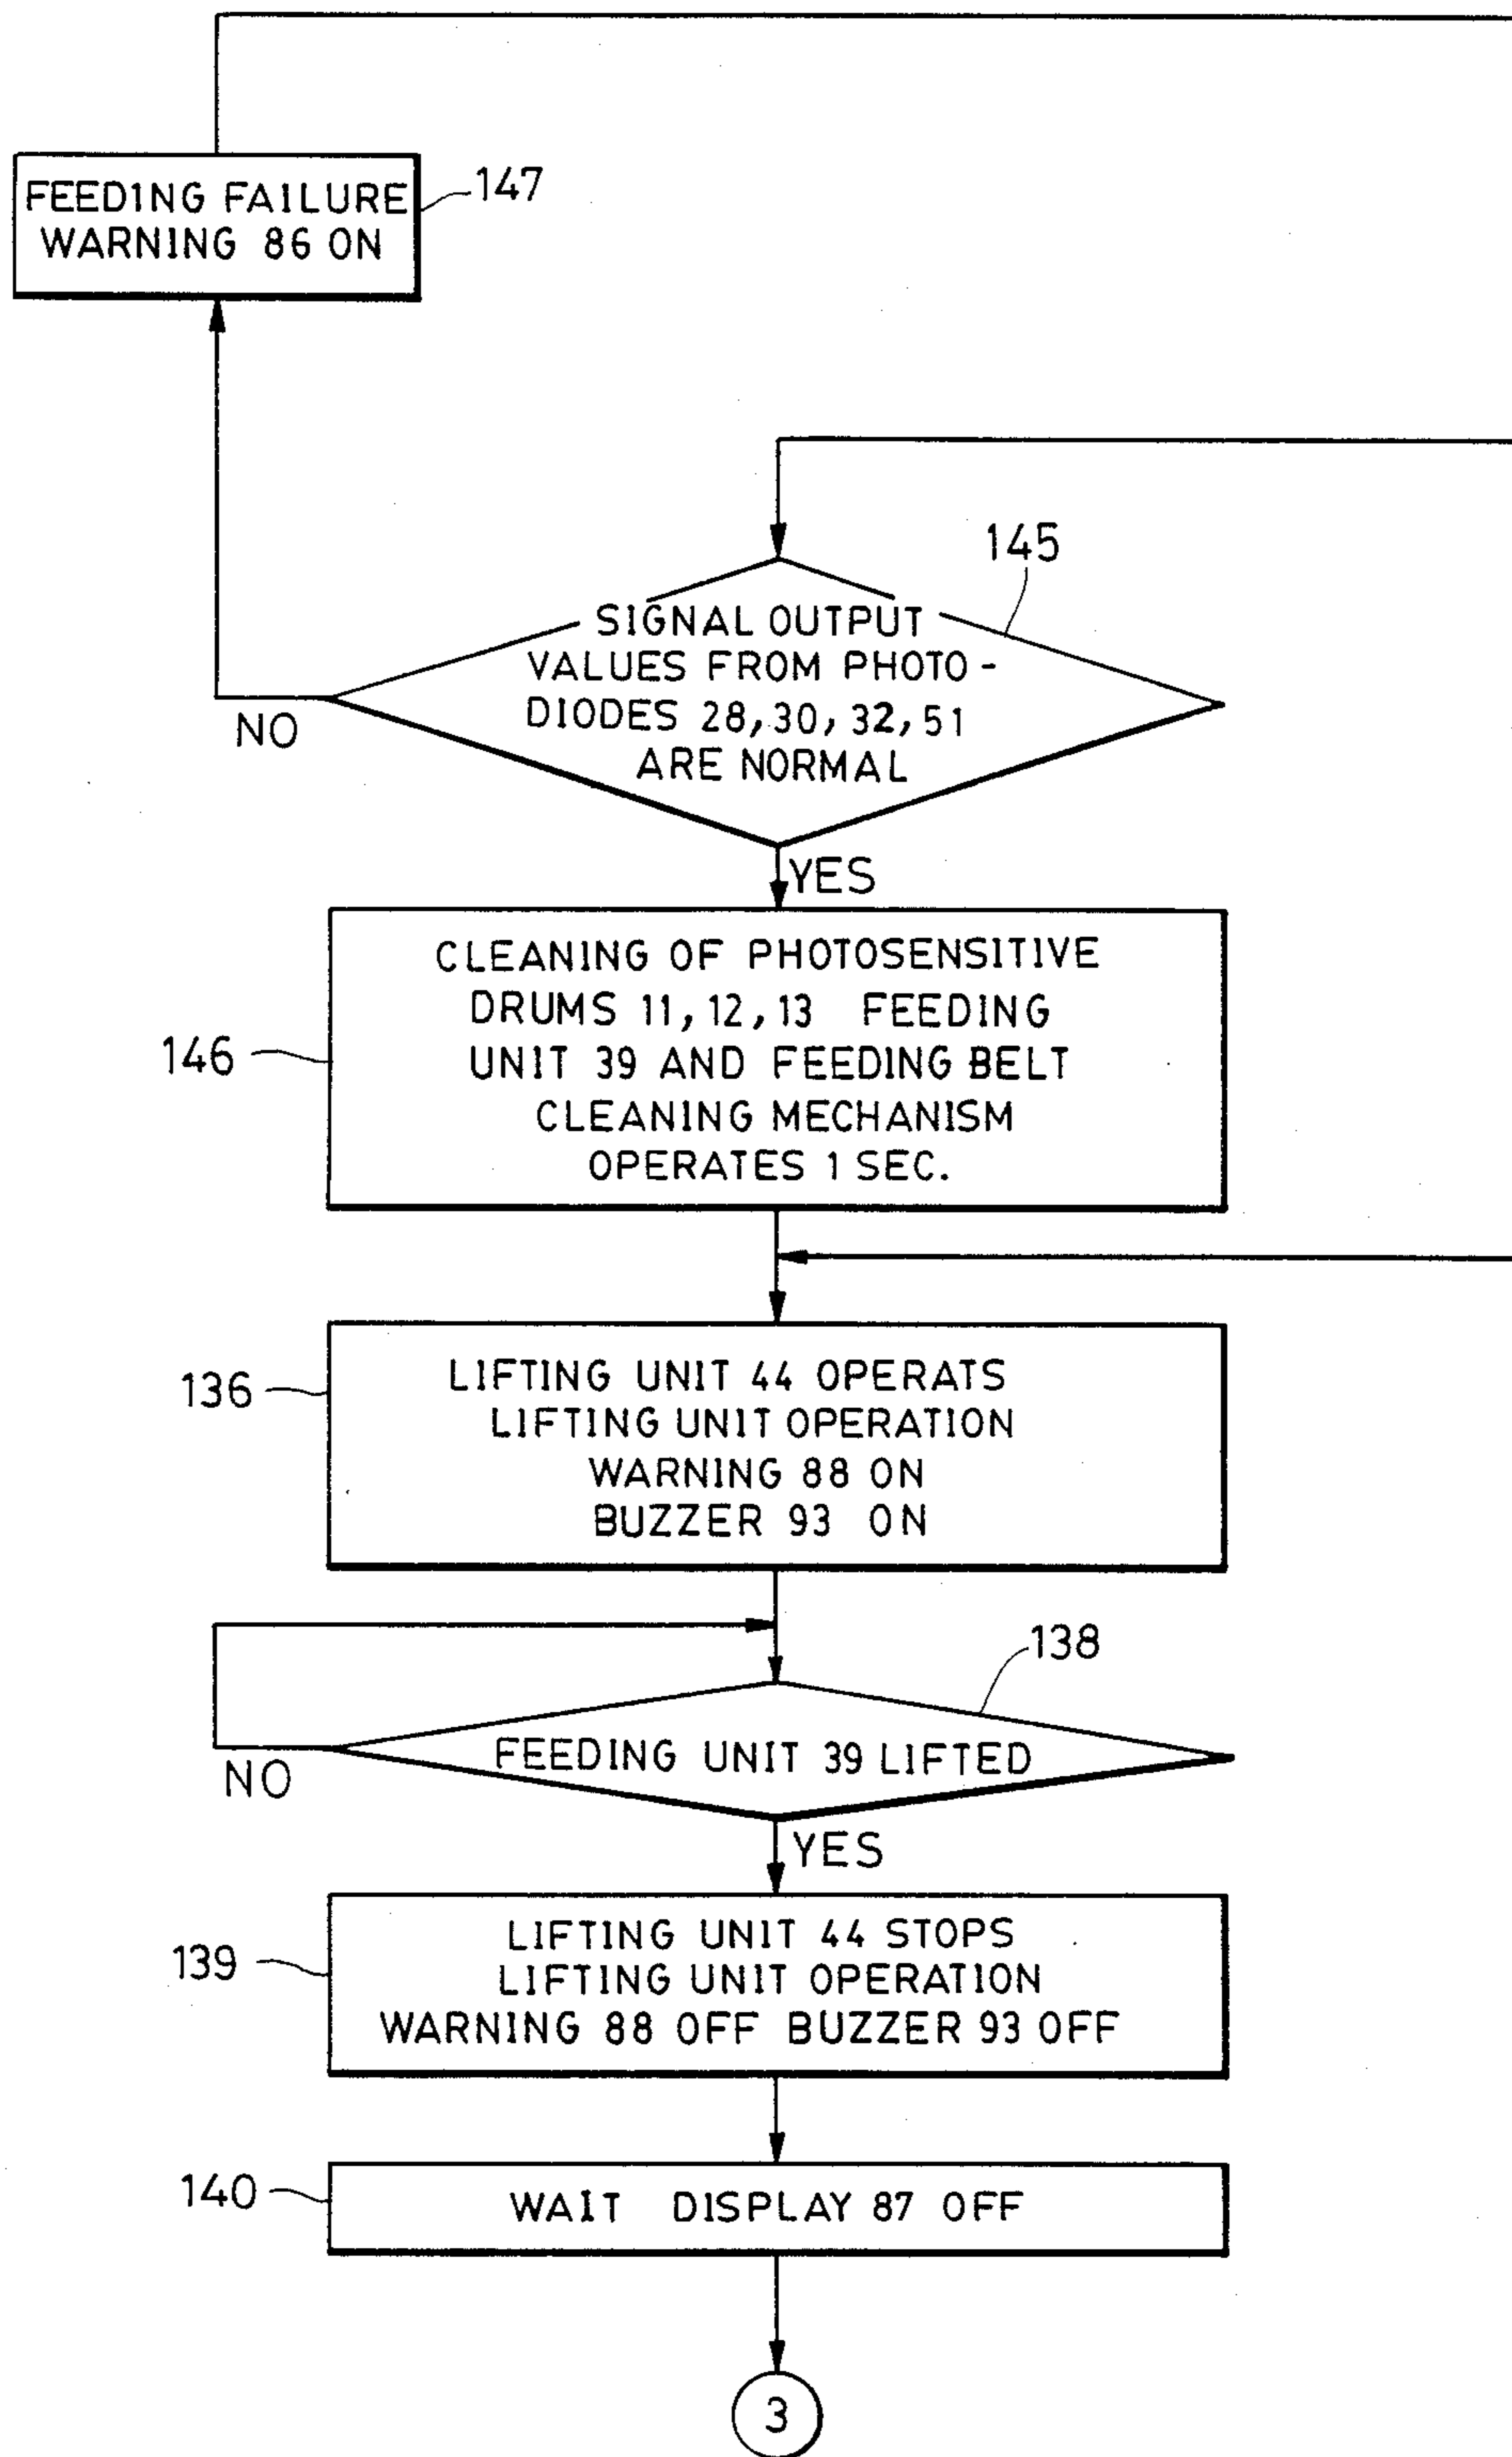 FEEDING FAILURE
WARNING 86 ON
147
145
SIGNAL OUTPUT
VALUES FROM PHOTO-
DIODES 28, 30, 32, 51
ARE NORMAL
NO
YES
CLEANING OF PHOTOSENSITIVE
DRUMS 11, 12, 13 FEEDING
UNIT 39 AND FEEDING BELT
CLEANING MECHANISM
OPERATES 1 SEC.
146
LIFTING UNIT 44 OPERATS
LIFTING UNIT OPERATION
WARNING 88 ON
BUZZER 93 ON
136
138
FEEDING UNIT 39 LIFTED
NO
YES
LIFTING UNIT 44 STOPS
LIFTING UNIT OPERATION
WARNING 88 OFF BUZZER 93 OFF
139
WAIT DISPLAY 87 OFF
140
3